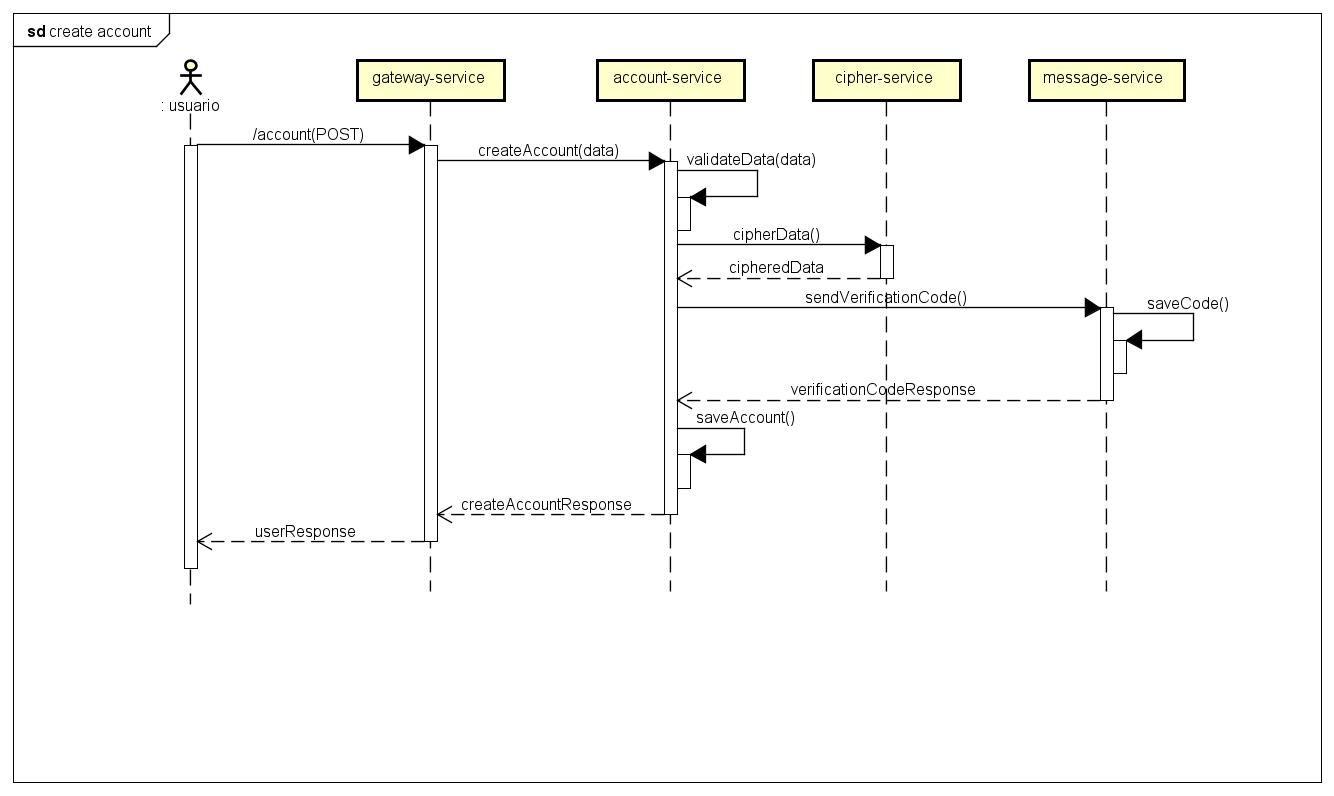 sd create account
: usuario
gateway-service
account-service
cipher-service
message-service
/account(POST)
createAccount(data)
validateData(data)
cipherData()
cipheredData
sendVerificationCode()
saveCode()
verificationCodeResponse
saveAccount()
createAccountResponse
userResponse